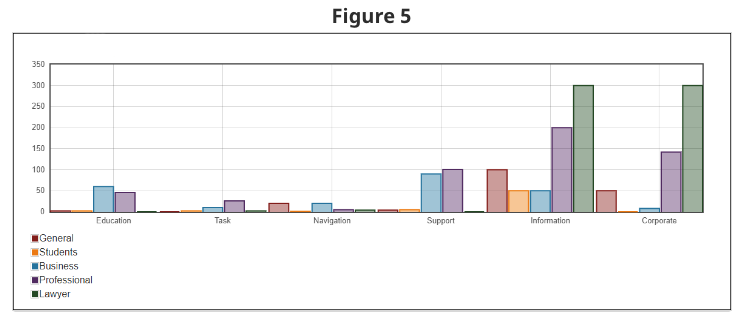 Figure 5
350
300
250
200
150
100
50
0
Education Task Navigation Support Information Corporate
General
Students
Business
Professional
Lawyer